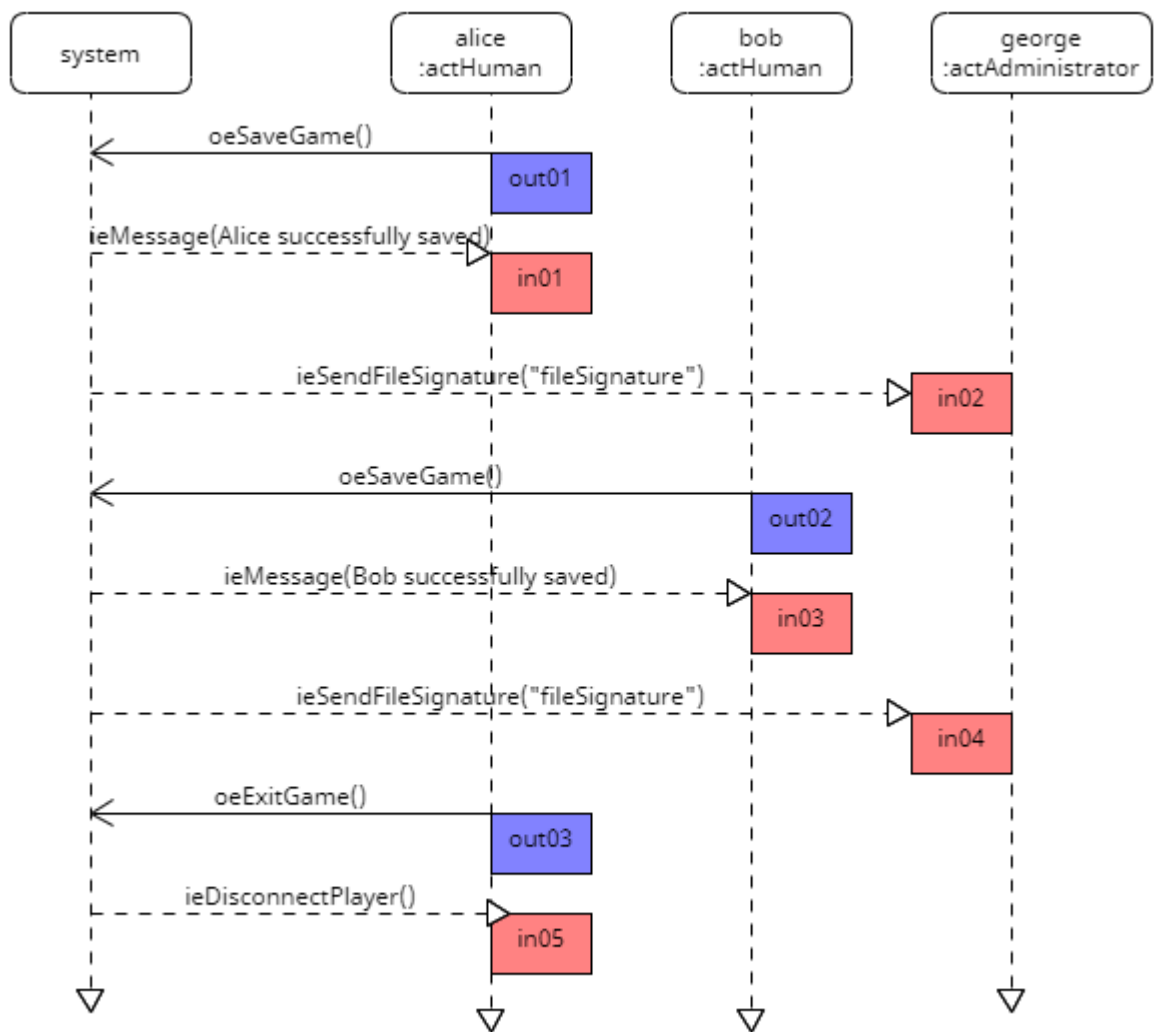 system
alice
:actHuman
bob
:actHuman
george
:actAdministrator
oeSaveGame()
out01
ieMessage(Alice successfully saved)
in01
ieSendFileSignature("fileSignature")
in02
oeSaveGame()
out02
ieMessage(Bob successfully saved)
in03
ieSendFileSignature("fileSignature")
in04
oeExitGame()
out03
ieDisconnectPlayer()
in05